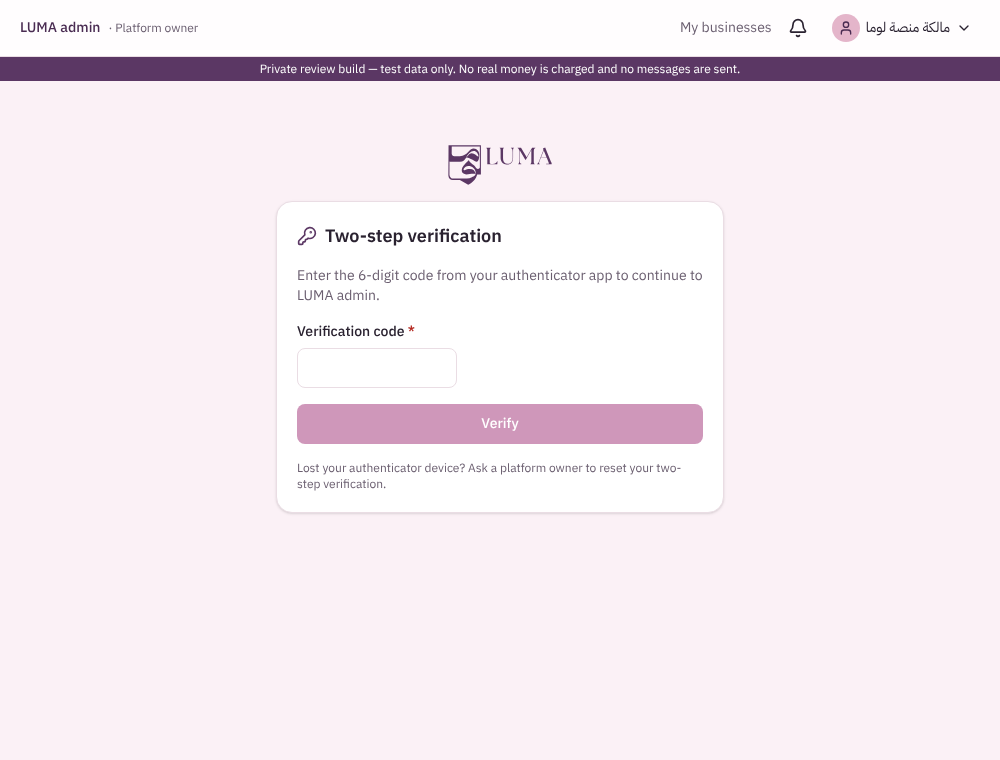 LUMA admin · Platform owner
My businesses
مالكة منصة لوما
Private review build — test data only. No real money is charged and no messages are sent.
LUMA
Two-step verification
Enter the 6-digit code from your authenticator app to continue to
LUMA admin.
Verification code *
Verify
Lost your authenticator device? Ask a platform owner to reset your two-
step verification.